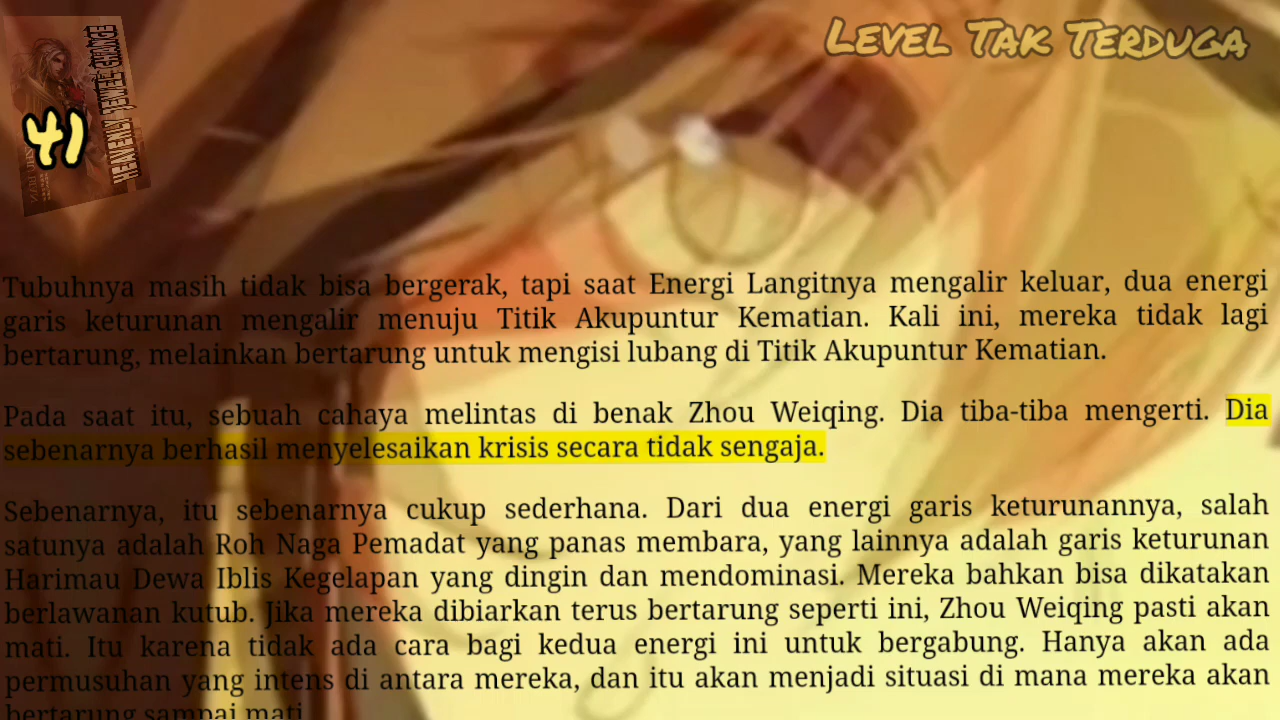 Level Tak Terduga
HEAVENLY JEWEL CHANGE
41
Tubuhnya masih tidak bisa bergerak, tapi saat Energi Langitnya mengalir keluar, dua energi
garis keturunan mengalir menuju Titik Akupuntur Kematian. Kali ini, mereka tidak lagi
bertarung, melainkan bertarung untuk mengisi lubang di Titik Akupuntur Kematian.
Pada saat itu, sebuah cahaya melintas di benak Zhou Weiqing. Dia tiba-tiba mengerti. Dia
sebenarnya berhasil menyelesaikan krisis secara tidak sengaja.
Sebenarnya, itu sebenarnya cukup sederhana. Dari dua energi garis keturunannya, salah
satunya adalah Roh Naga Pemadat yang panas membara, yang lainnya adalah garis keturunan
Harimau Dewa Iblis Kegelapan yang dingin dan mendominasi. Mereka bahkan bisa dikatakan
berlawanan kutub. Jika mereka dibiarkan terus bertarung seperti ini, Zhou Weiqing pasti akan
mati. Itu karena tidak ada cara bagi kedua energi ini untuk bergabung. Hanya akan ada
permusuhan yang intens di antara mereka, dan itu akan menjadi situasi di mana mereka akan
bertarung sampai mati